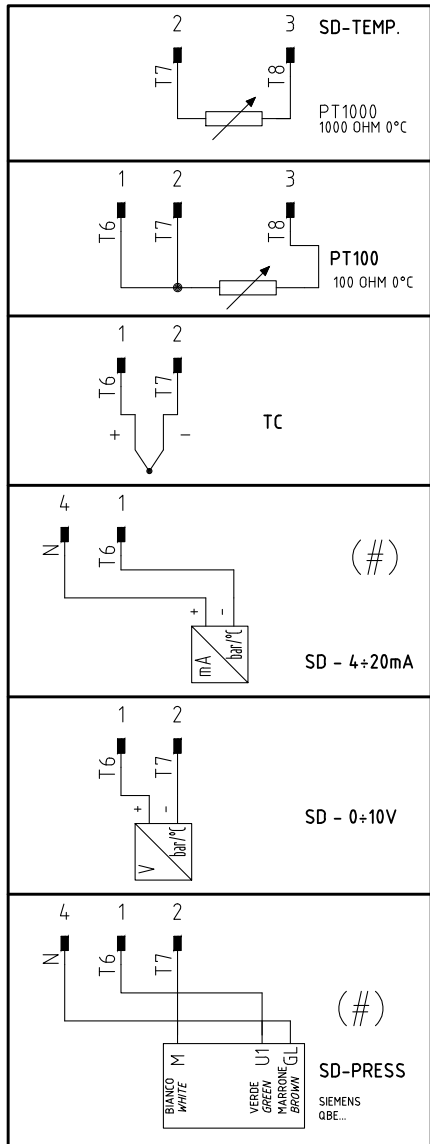 2 3 SD-TEMP.
T7 T8
PT1000
1000 OHM 0°C
1 2 3
T6 T7 T8
PT100
100 OHM 0°C
1 2
T6 T7
+ -
TC
4 1
N T6
(#)
+ -
mA bar/°C
SD - 4÷20mA
1 2
T6 T7
+ -
V bar/°C
SD - 0÷10V
4 1 2
N T6 T7
(#)
M U1 GL
BIANCO VERDE MARRONE
WHITE GREEN BROWN
SD-PRESS
SIEMENS
QBE...